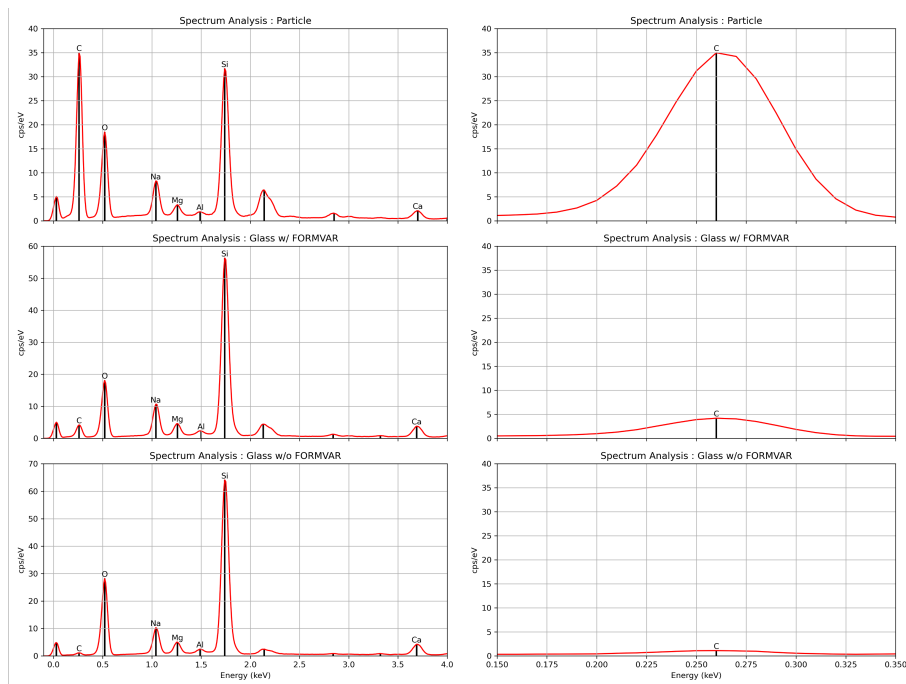 Spectrum Analysis : Particle
40
35
30
25
20
15
10
5
0
cps/eV
C
O
Na
Mg
Al
Si
Ca
Spectrum Analysis : Particle
40
35
30
25
20
15
10
5
0
cps/eV
C
Spectrum Analysis : Glass w/ FORMVAR
60
50
40
30
20
10
0
cps/eV
C
O
Na
Mg
Al
Si
Ca
Spectrum Analysis : Glass w/ FORMVAR
40
35
30
25
20
15
10
5
0
cps/eV
C
Spectrum Analysis : Glass w/o FORMVAR
70
60
50
40
30
20
10
0
cps/eV
C
O
Na
Mg
Al
Si
Ca
0.0 0.5 1.0 1.5 2.0 2.5 3.0 3.5 4.0
Energy (keV)
Spectrum Analysis : Glass w/o FORMVAR
40
35
30
25
20
15
10
5
0
cps/eV
C
0.150 0.175 0.200 0.225 0.250 0.275 0.300 0.325 0.350
Energy (keV)